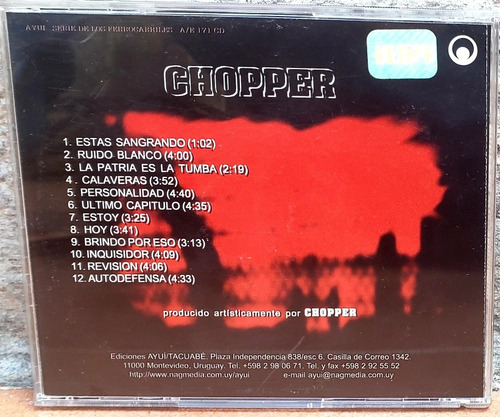 AYUI   SERIE DE LOS FERROCARRILES   A/E 171 CD
CHOPPER
1. ESTAS SANGRANDO (1:02)
2. RUIDO BLANCO (4:00)
3. LA PATRIA ES LA TUMBA (2:19)
4 . CALAVERAS (3:52)
5. PERSONALIDAD (4:40)
6. ULTIMO CAPITULO (4:35)
7. ESTOY (3:25)
8. HOY (3:41)
9. BRINDO POR ESO (3:13)
10. INQUISIDOR (4:09)
11. REVISION (4:06)
12. AUTODEFENSA (4:33)
producido artísticamente por CHOPPER
Ediciones AYUÍ/TACUABÉ. Plaza Independencia 838/esc 6. Casilla de Correo 1342.
11000 Montevideo, Uruguay. Tel. +598 2 98 06 71. Tel. y fax +598 2 92 55 52
http://www.nagmedia.com.uy/ayui   e-mail ayui@nagmedia.com.uy